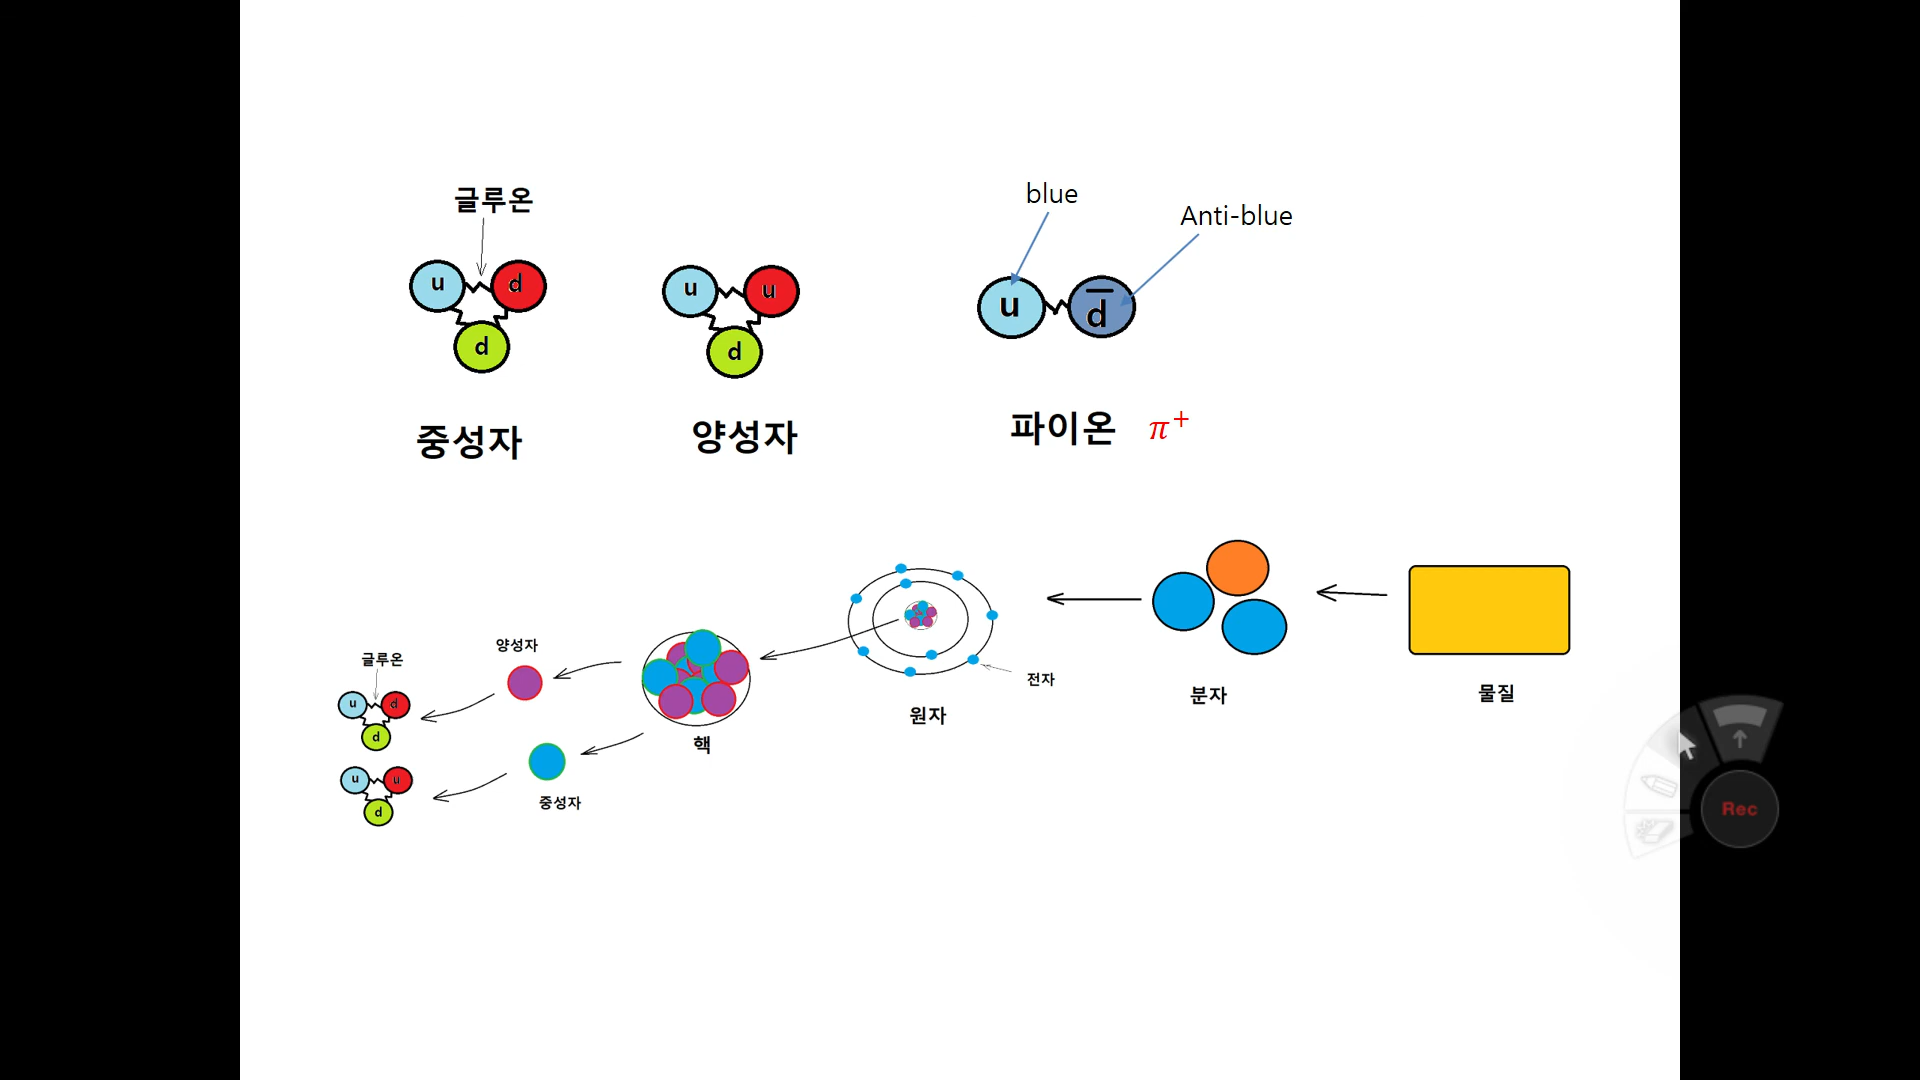 글루온
u
d
d
중성자
u
u
d
양성자
blue
Anti-blue
u
d̅
파이온 π⁺
글루온
u
d
d
u
u
d
양성자
중성자
핵
원자
전자
분자
물질
Rec